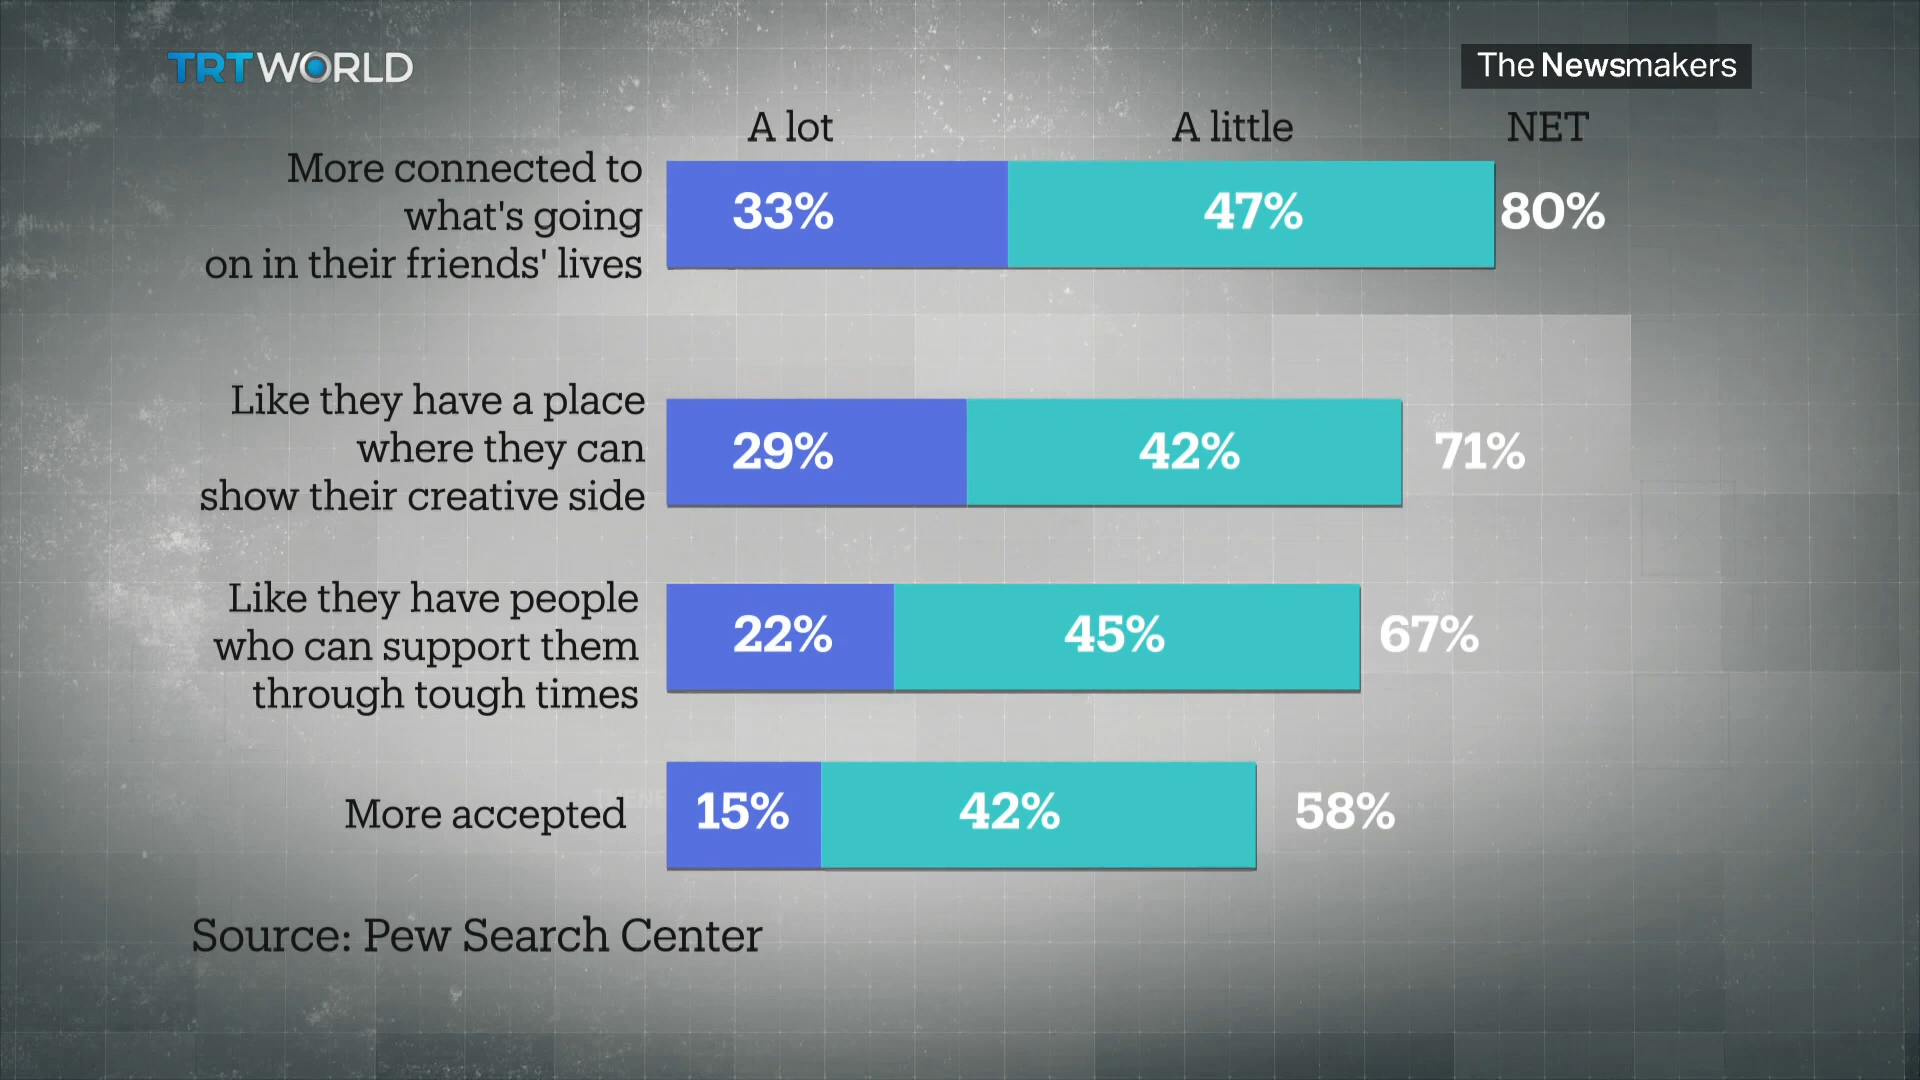 TRT WORLD
The Newsmakers
A lot A little NET
More connected to
what's going
on in their friends' lives
33% 47% 80%
Like they have a place
where they can
show their creative side
29% 42% 71%
Like they have people
who can support them
through tough times
22% 45% 67%
More accepted
15% 42% 58%
Source: Pew Search Center